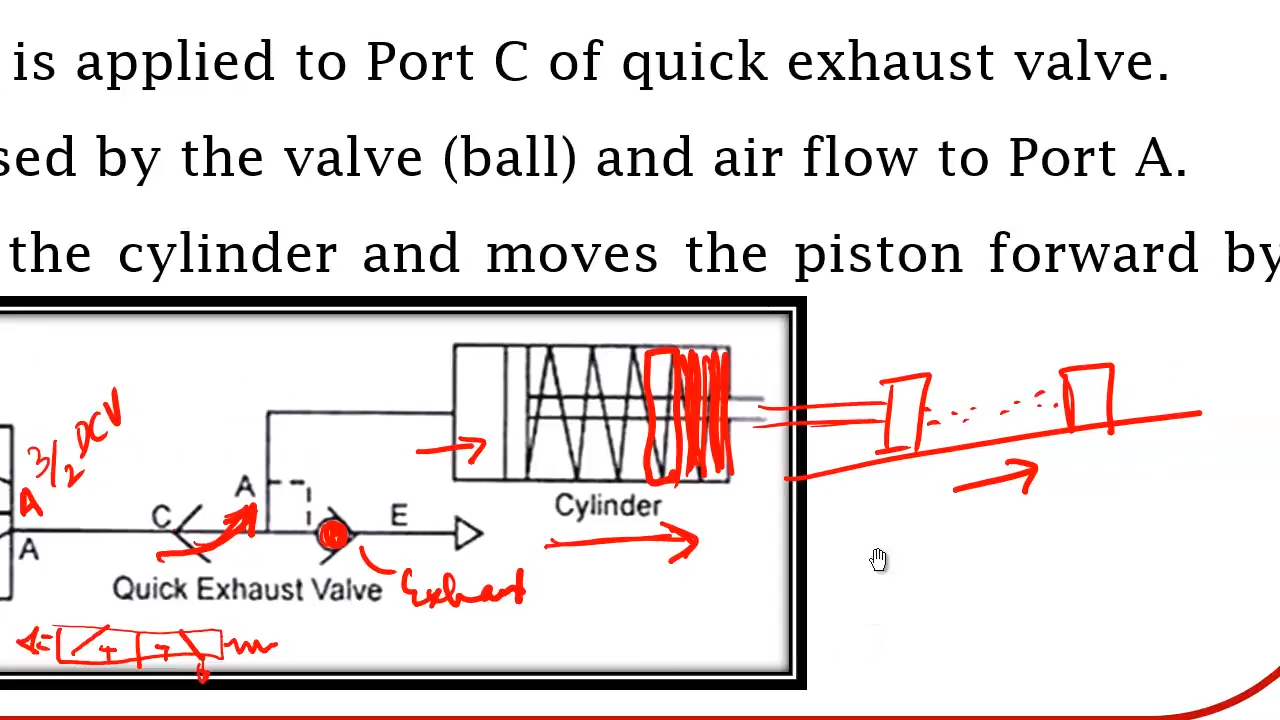 is applied to Port C of quick exhaust valve.
sed by the valve (ball) and air flow to Port A.
the cylinder and moves the piston forward by
3/2 DCV
A
A
C
A
E
Cylinder
Quick Exhaust Valve
Exhaust